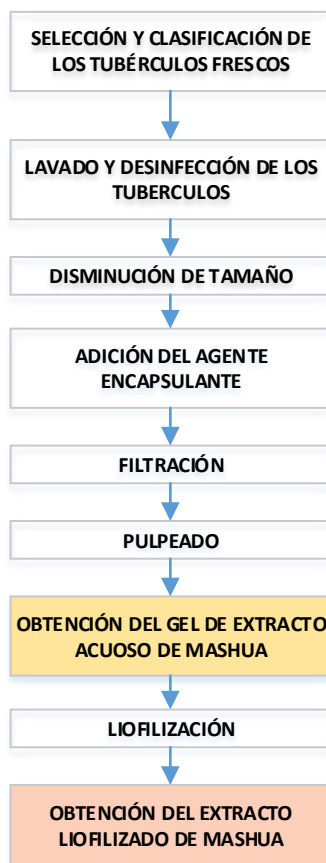 SELECCIÓN Y CLASIFICACIÓN DE
LOS TUBÉRCULOS FRESCOS
LAVADO Y DESINFECCIÓN DE LOS
TUBERCULOS
DISMINUCIÓN DE TAMAÑO
ADICIÓN DEL AGENTE
ENCAPSULANTE
FILTRACIÓN
PULPEADO
OBTENCIÓN DEL GEL DE EXTRACTO
ACUOSO DE MASHUA
LIOFILIZACIÓN
OBTENCIÓN DEL EXTRACTO
LIOFILIZADO DE MASHUA